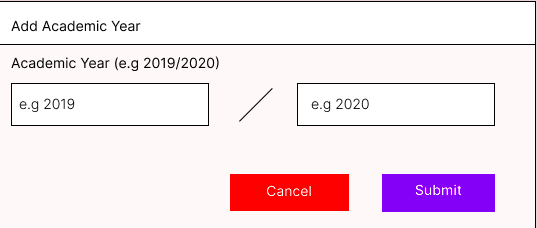 Add Academic Year
Academic Year (e.g 2019/2020)
e.g 2019 / e.g 2020
Cancel Submit